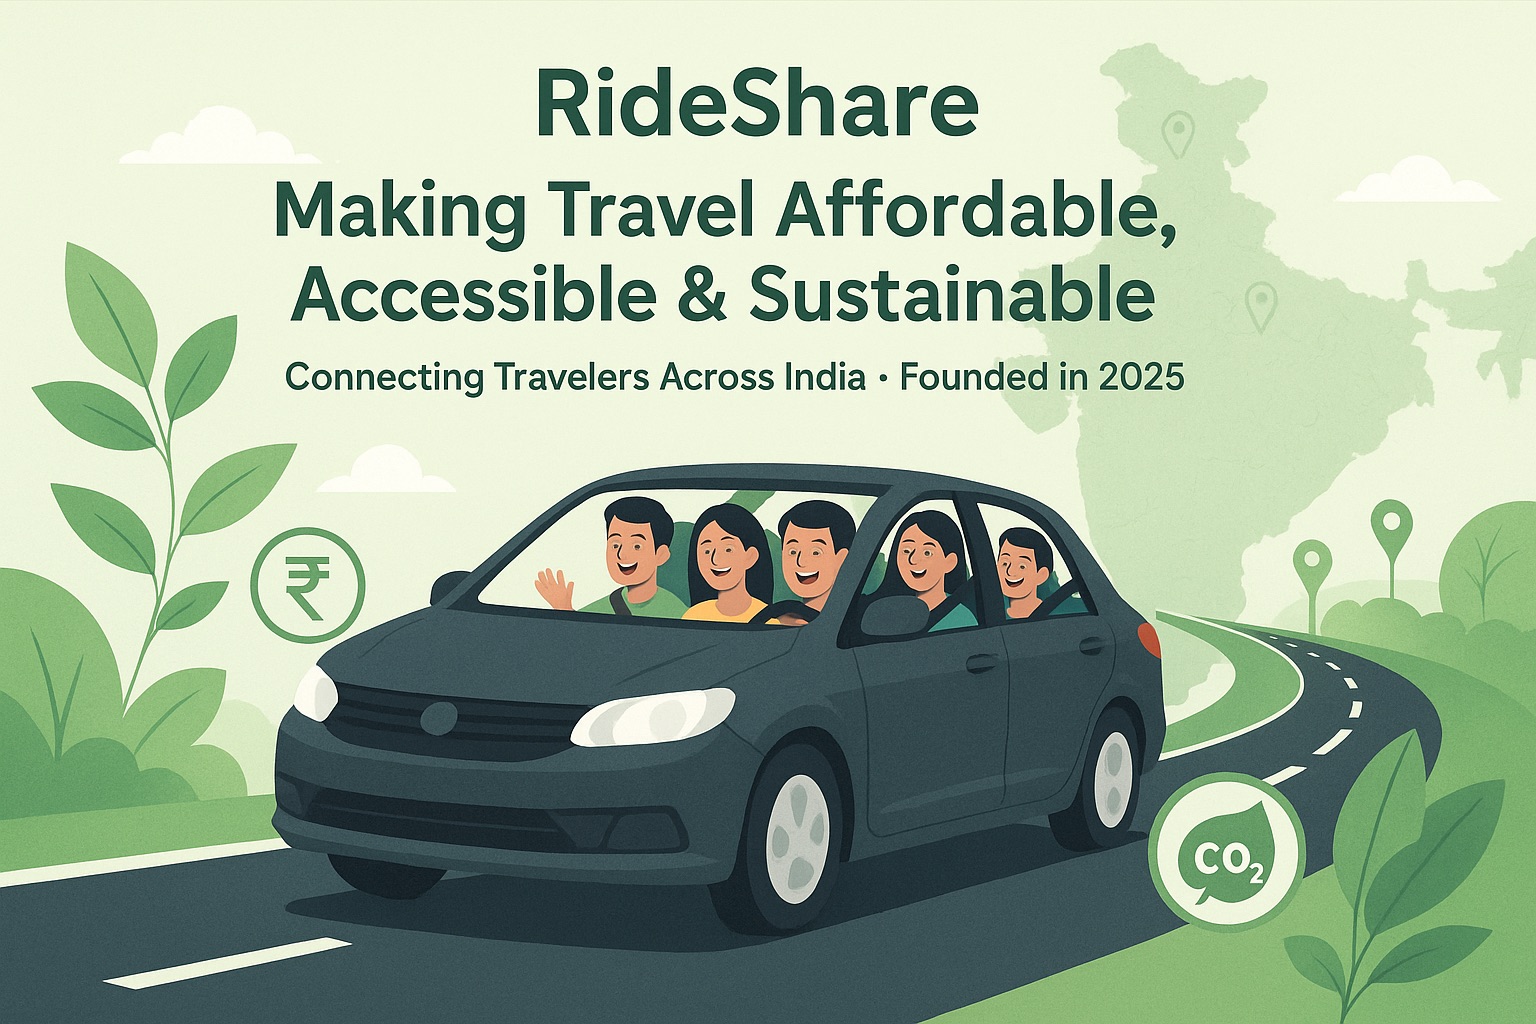 RideShare
Making Travel Affordable,
Accessible & Sustainable
Connecting Travelers Across India • Founded in 2025
₹
CO₂